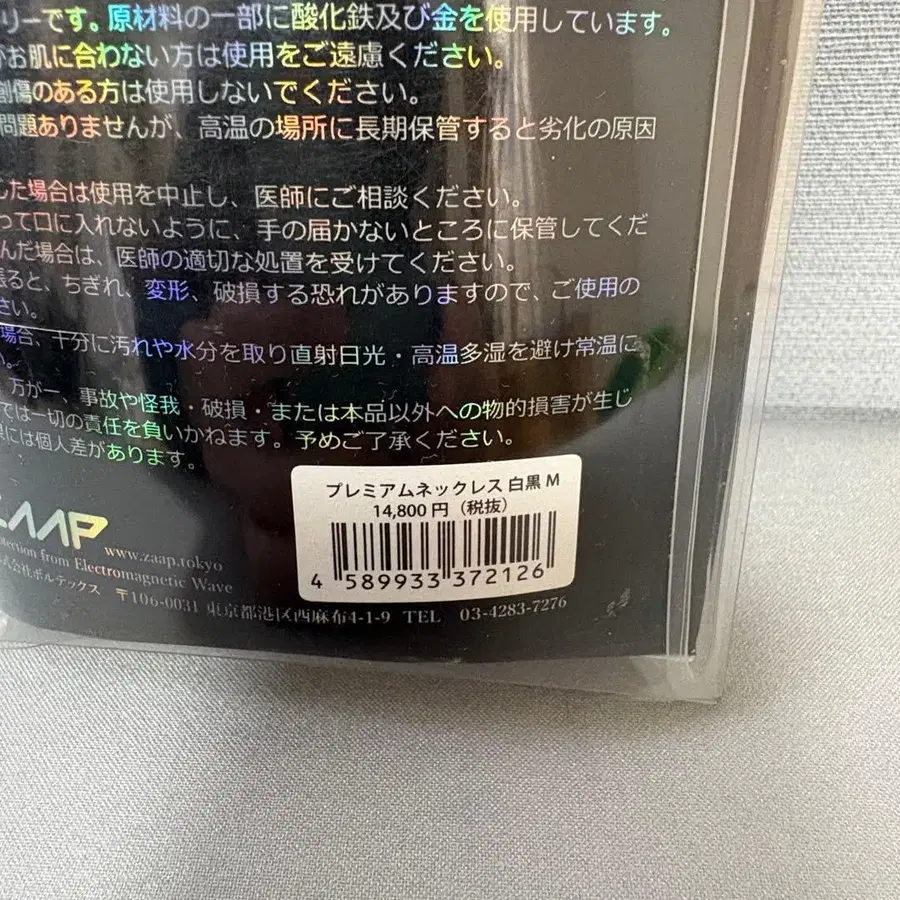 リーです。原材料の一部に酸化鉄及び金を使用しています。
お肌に合わない方は使用をご遠慮ください。
創傷のある方は使用しないでください。
問題ありませんが、高温の場所に長期保管すると劣化の原因
した場合は使用を中止し、医師にご相談ください。
って口に入れないように、手の届かないところに保管してくだ
んだ場合は、医師の適切な処置を受けてください。
張ると、ちぎれ、変形、破損する恐れがありますので、ご使用の
さい。
場合、十分に汚れや水分を取り直射日光・高温多湿を避け常温に
い。
万が一、事故や怪我・破損・または本品以外への物的損害が生じ
では一切の責任を負いかねます。予めご了承ください。
には個人差があります。
プレミアムネックレス 白黒 M
14,800円（税抜）
4 589933 372126
ZAAP www.zaap.tokyo
from Electromagnetic Wave
式会社ボルテックス 〒106-0031 東京都港区西麻布4-1-9 TEL 03-4283-7276